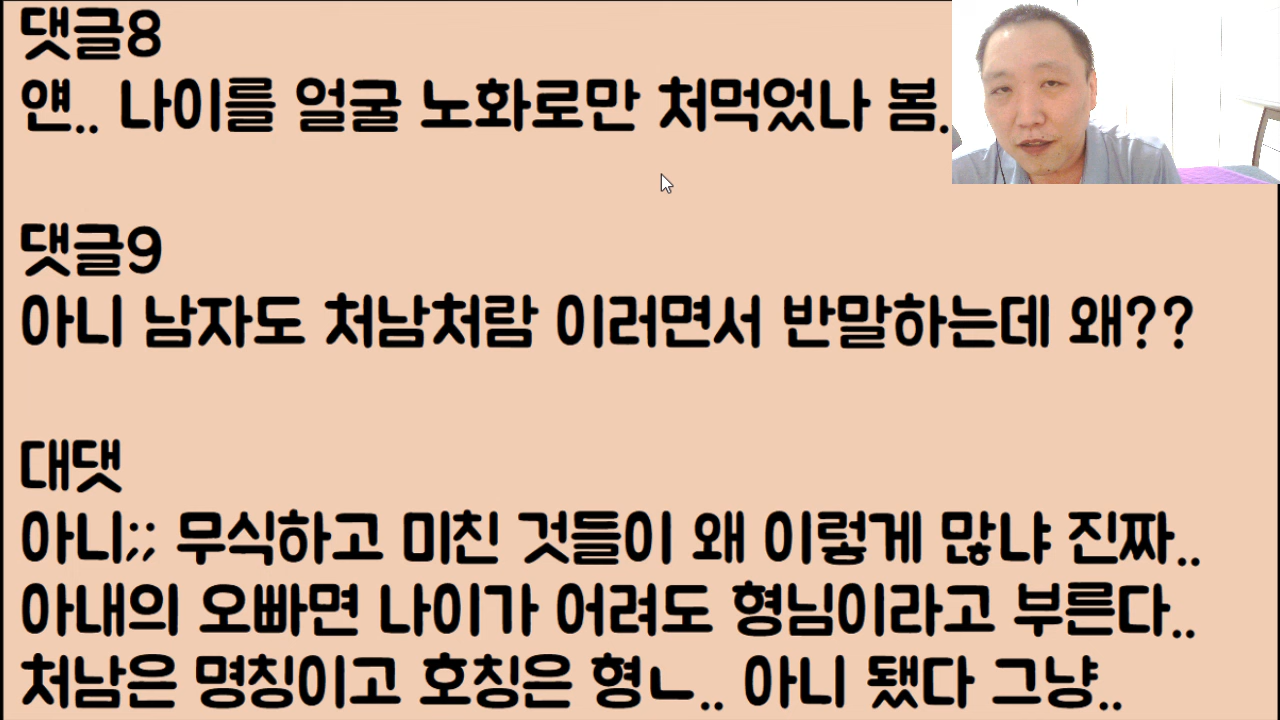 댓글8
얜.. 나이를 얼굴 노화로만 처먹었나 봄.
댓글9
아니 남자도 처남처람 이러면서 반말하는데 왜??
대댓
아니;; 무식하고 미친 것들이 왜 이렇게 많냐 진짜..
아내의 오빠면 나이가 어려도 형님이라고 부른다..
처남은 명칭이고 호칭은 형ㄴ.. 아니 됐다 그냥..